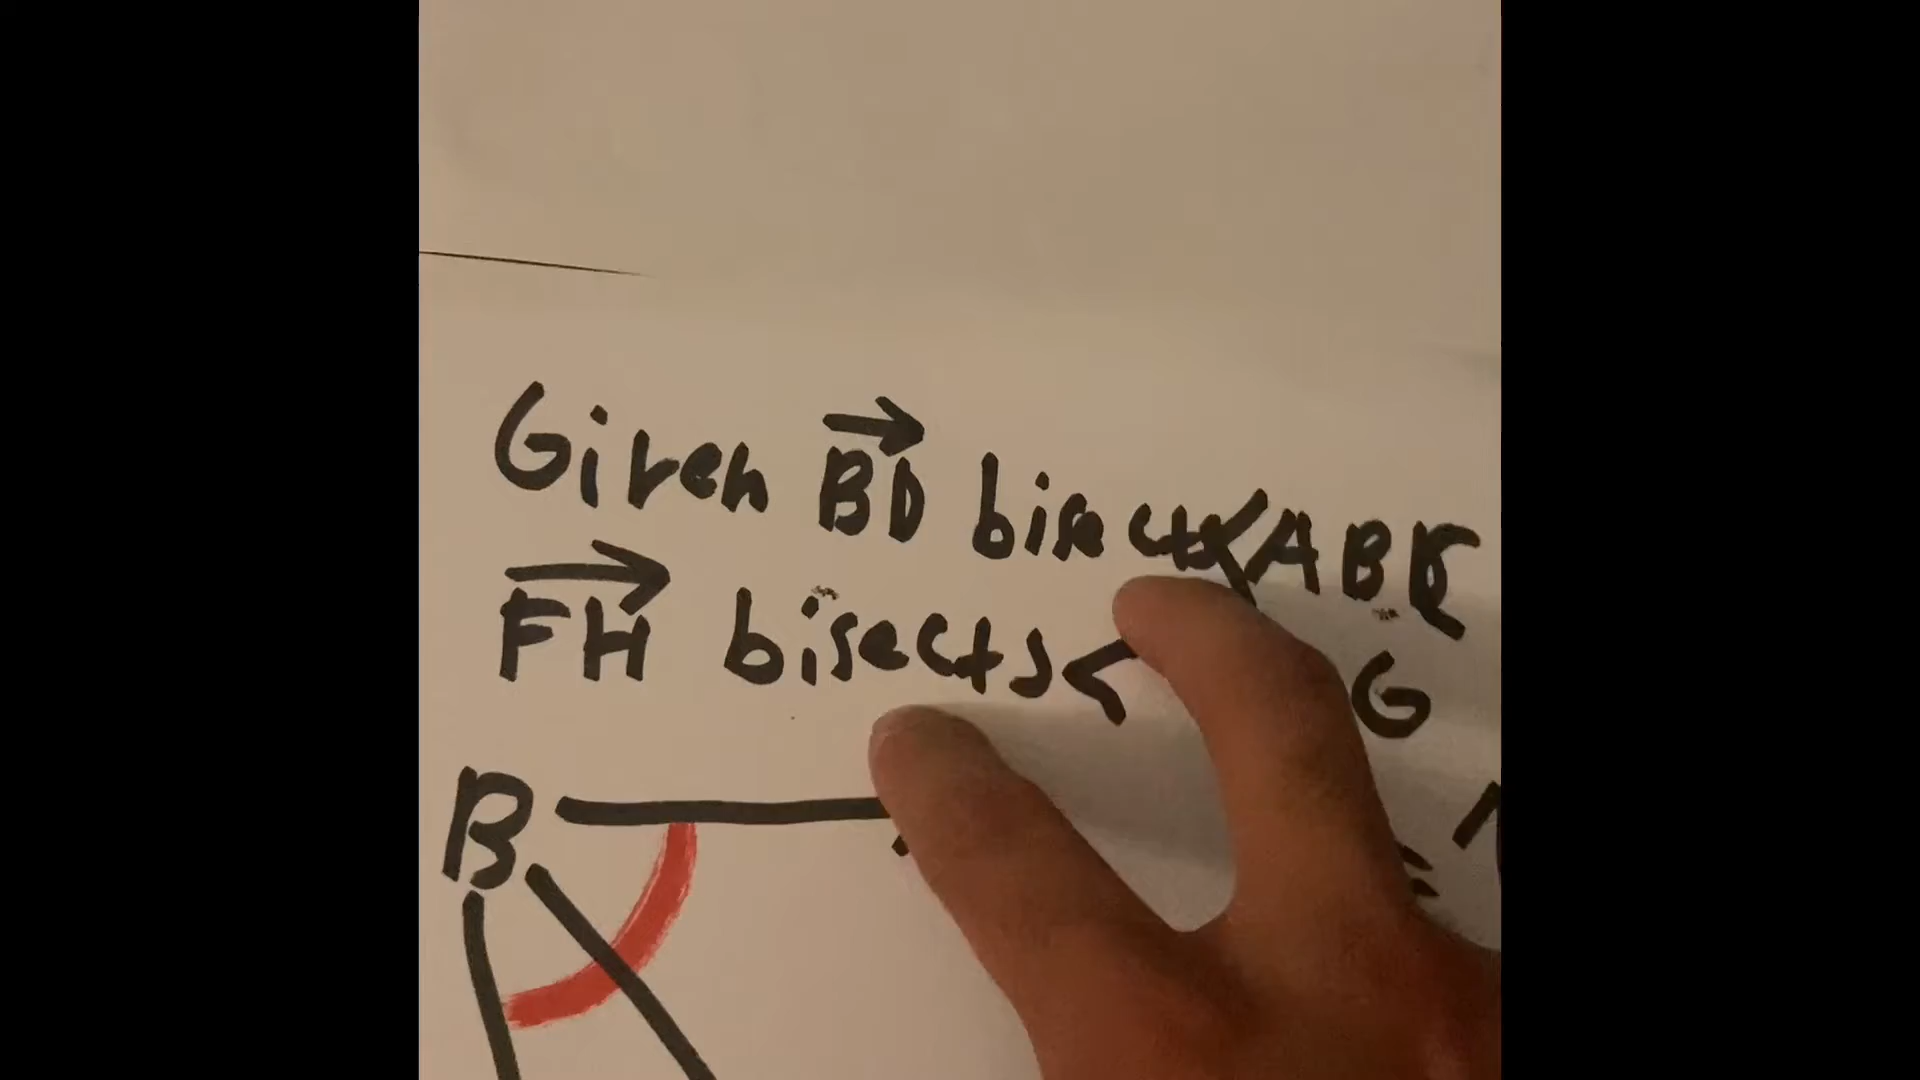 Given BD bisects <ABC
FH bisects < G
B